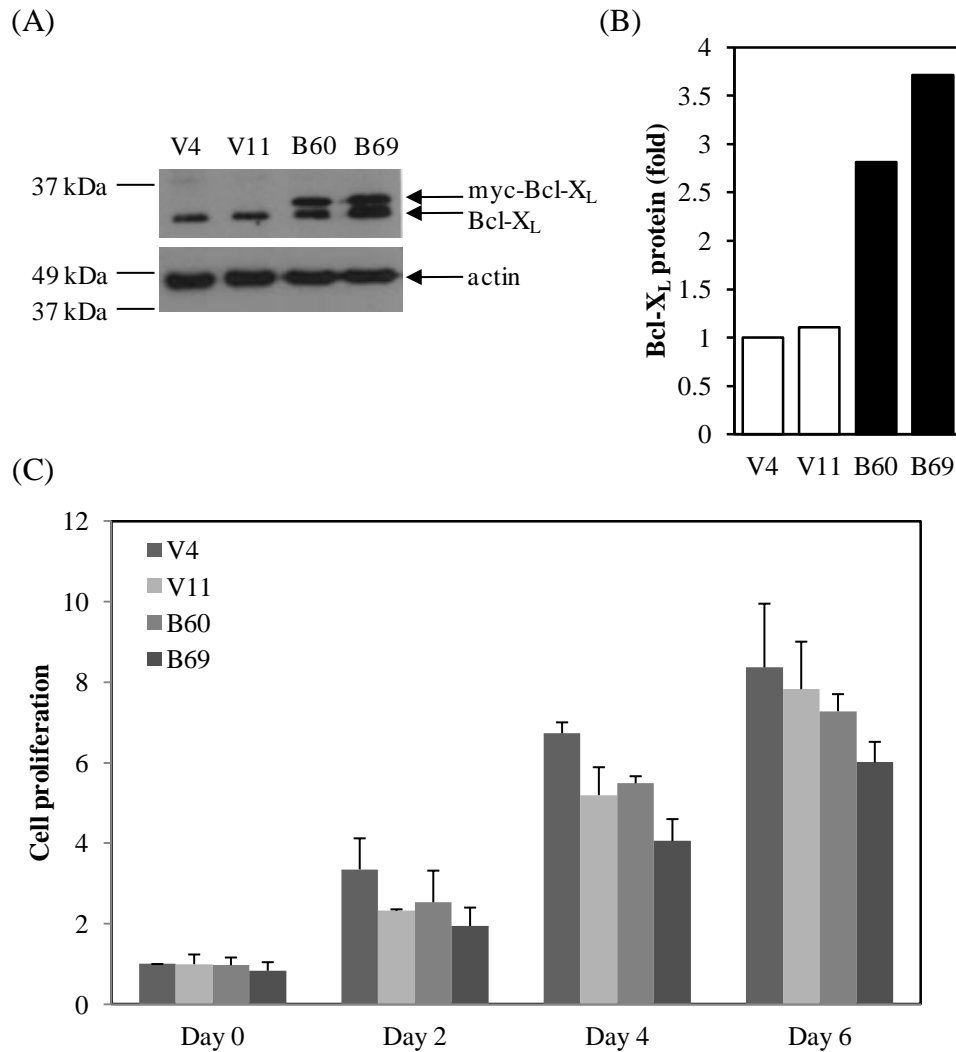 (A)
V4 V11 B60 B69
37 kDa
myc-Bcl-XL
Bcl-XL
49 kDa
actin
37 kDa
(B)
Bcl-XL protein (fold)
4
3.5
3
2.5
2
1.5
1
0.5
0
V4 V11 B60 B69
(C)
Cell proliferation
12
10
8
6
4
2
0
V4
V11
B60
B69
Day 0 Day 2 Day 4 Day 6